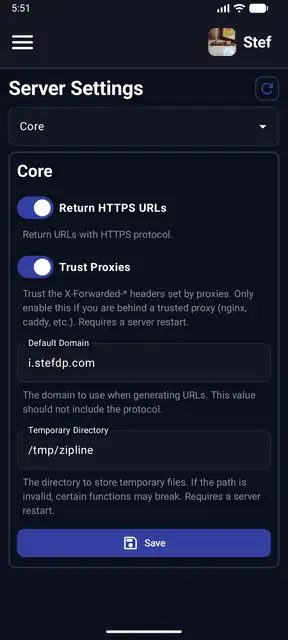 5:51
Stef
Server Settings
Core
Core
Return HTTPS URLs
Return URLs with HTTPS protocol.
Trust Proxies
Trust the X-Forwarded-* headers set by proxies. Only
enable this if you are behind a trusted proxy (nginx,
caddy, etc.). Requires a server restart.
Default Domain
i.stefdp.com
The domain to use when generating URLs. This value
should not include the protocol.
Temporary Directory
/tmp/zipline
The directory to store temporary files. If the path is
invalid, certain functions may break. Requires a server
restart.
Save